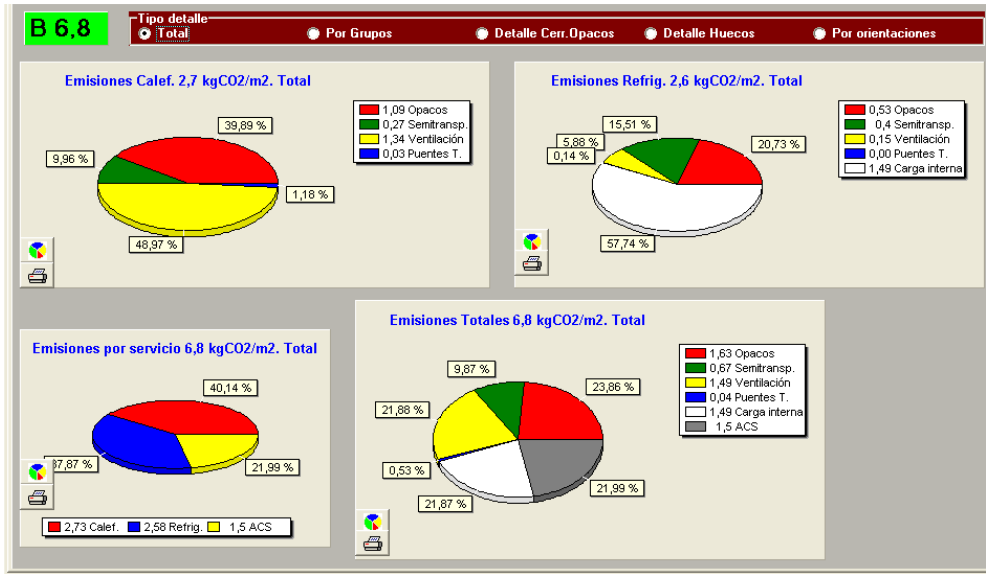 B 6,8
Tipo detalle
Total
Por Grupos
Detalle Cerr.Opacos
Detalle Huecos
Por orientaciones
Emisiones Calef. 2,7 kgCO2/m2. Total
1,09 Opacos
0,27 Semitransp.
1,34 Ventilación
0,03 Puentes T.
39,89 %
9,96 %
1,18 %
48,97 %
Emisiones Refrig. 2,6 kgCO2/m2. Total
0,53 Opacos
0,4 Semitransp.
0,15 Ventilación
0,00 Puentes T.
1,49 Carga interna
15,51 %
5,88 %
0,14 %
20,73 %
57,74 %
Emisiones por servicio 6,8 kgCO2/m2. Total
40,14 %
37,87 %
21,99 %
2,73 Calef.
2,58 Refrig.
1,5 ACS
Emisiones Totales 6,8 kgCO2/m2. Total
1,63 Opacos
0,67 Semitransp.
1,49 Ventilación
0,04 Puentes T.
1,49 Carga interna
1,5 ACS
9,87 %
23,86 %
21,88 %
0,53 %
21,87 %
21,99 %